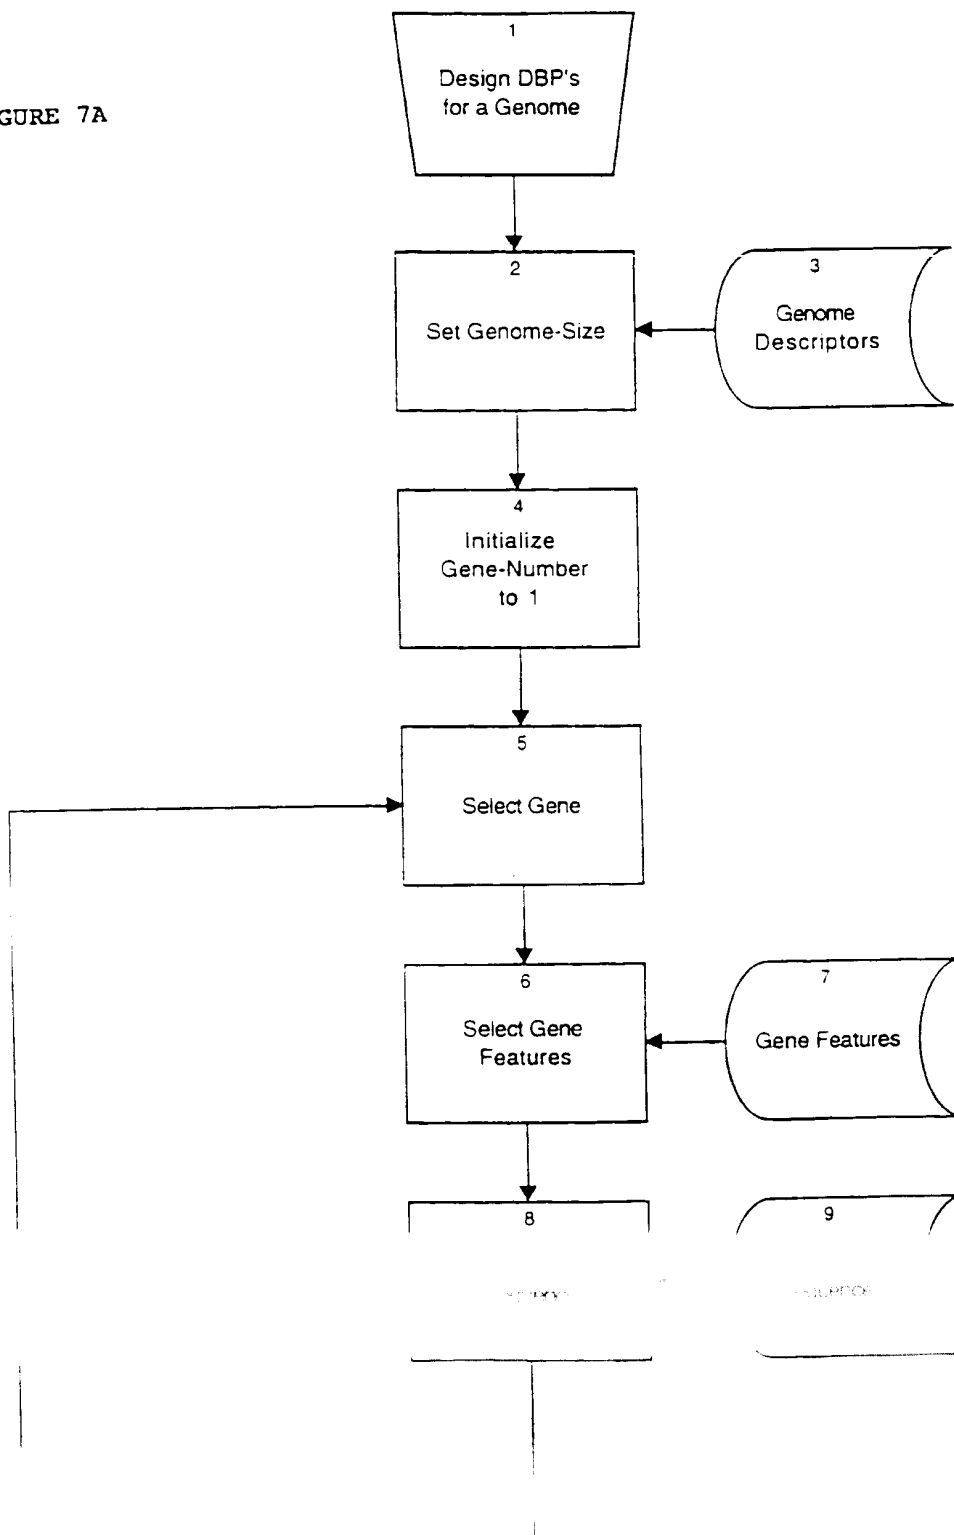 GURE 7A
1
Design DBP's
for a Genome
2
Set Genome-Size
3
Genome
Descriptors
4
Initialize
Gene-Number
to 1
5
Select Gene
6
Select Gene
Features
7
Gene Features
8
9